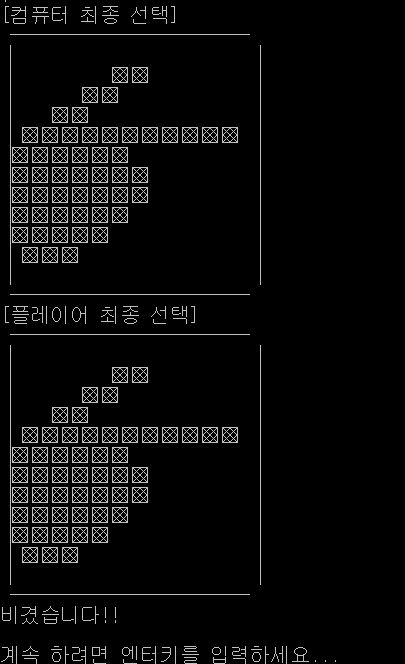 [컴퓨터 최종 선택]
[플레이어 최종 선택]
비겼습니다!!
계속 하려면 엔터키를 입력하세요...